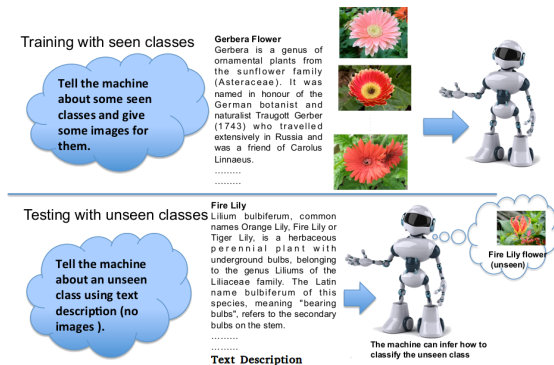 Training with seen classes
Tell the machine
about some seen
classes and give
some images for
them.
Gerbera Flower
Gerbera is a genus of
ornamental plants from
the sunflower family
(Asteraceae). It was
named in honour of the
German botanist and
naturalist Traugott Gerber
(1743) who travelled
extensively in Russia and
was a friend of Carolus
Linnaeus.
.........
.........
Testing with unseen classes
Tell the machine
about an unseen
class using text
description (no
images ).
Fire Lily
Lilium bulbiferum, common
names Orange Lily, Fire Lily or
Tiger Lily, is a herbaceous
perennial plant with
underground bulbs, belonging
to the genus Liliums of the
Liliaceae family. The Latin
name bulbiferum of this
species, meaning "bearing
bulbs", refers to the secondary
bulbs on the stem.
.........
.........
Text Description
Fire Lily flower
(unseen)
The machine can infer how to
classify the unseen class